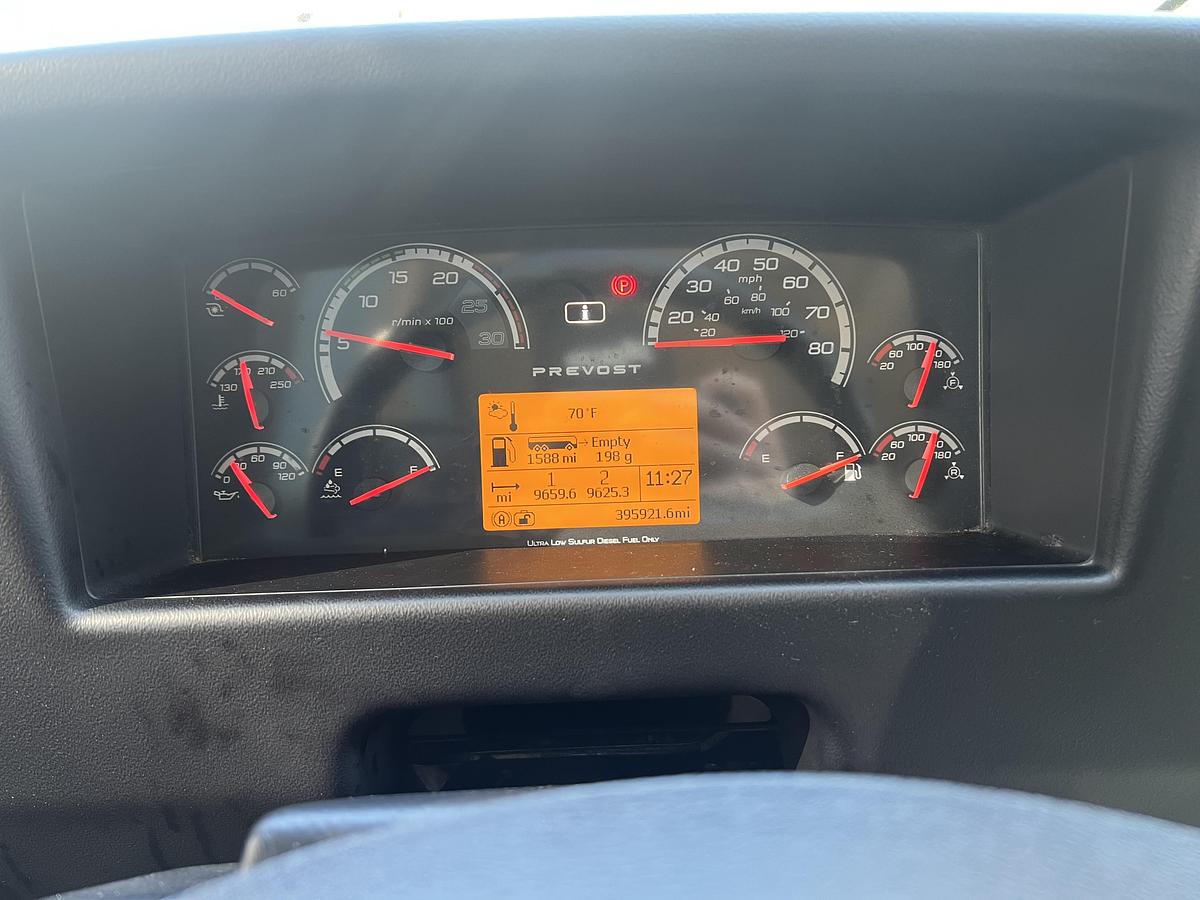 60
15 20
10 25
r/min x 100
5 30
P
i
40 50
mph
30 60
60 80
km/h 100
20 40 70
20 120
80
PREVOST
130 210
250
60 100
20 180
F
70°F
→Empty
1588 mi 198 g
1 2
mi 9659.6 9625.3
11:27
A
395921.6mi
0 60 90
120
E F
E F
60 100
20 180
R
Ultra Low Sulfur Diesel Fuel Only